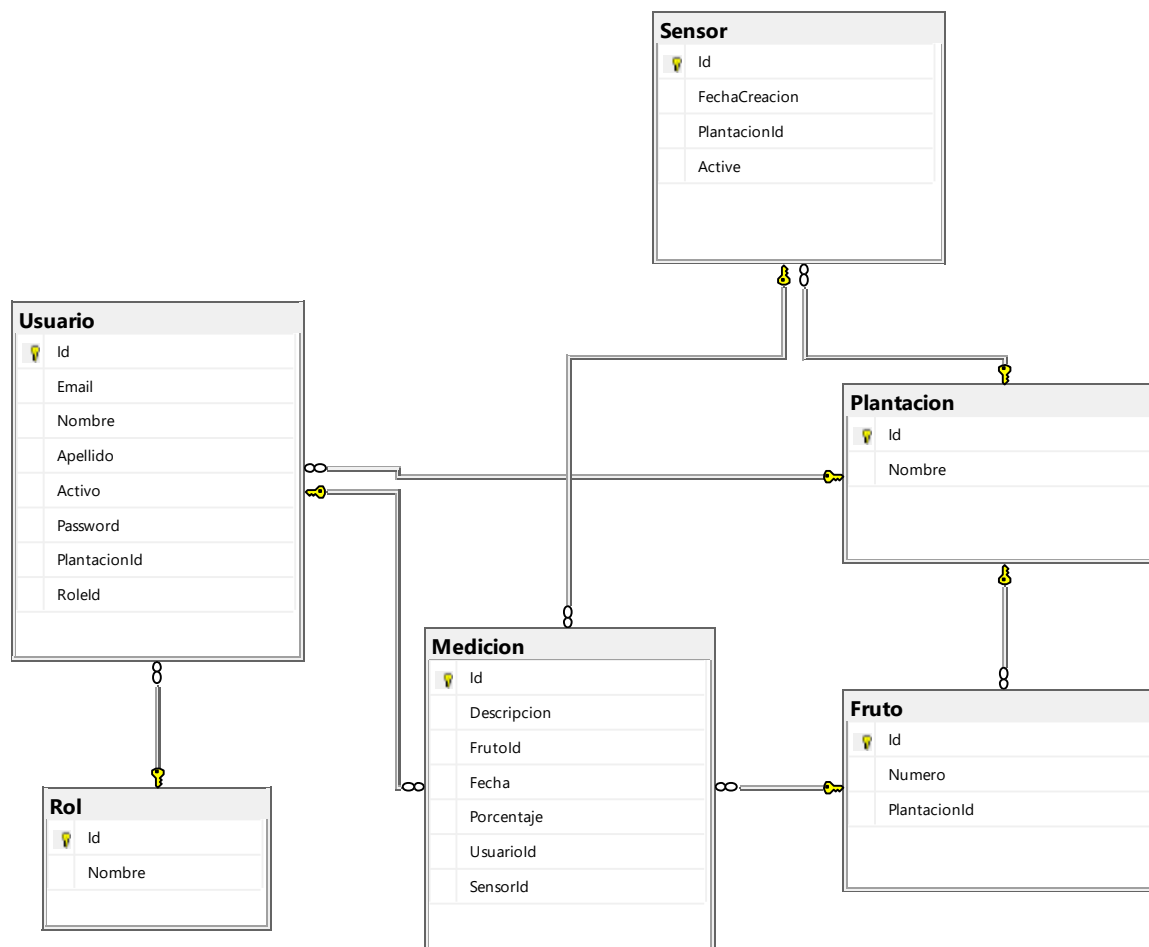 Sensor
Id
FechaCreacion
PlantacionId
Active
Usuario
Id
Email
Nombre
Apellido
Activo
Password
PlantacionId
RoleId
Plantacion
Id
Nombre
Medicion
Id
Descripcion
FrutoId
Fecha
Porcentaje
UsuarioId
SensorId
Fruto
Id
Numero
PlantacionId
Rol
Id
Nombre